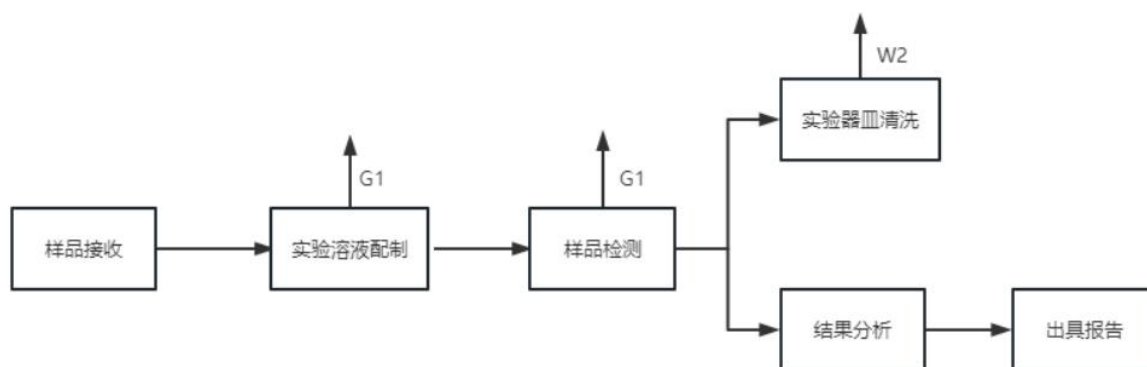 W2
实验器皿清洗
G1
G1
样品接收
实验溶液配制
样品检测
结果分析
出具报告